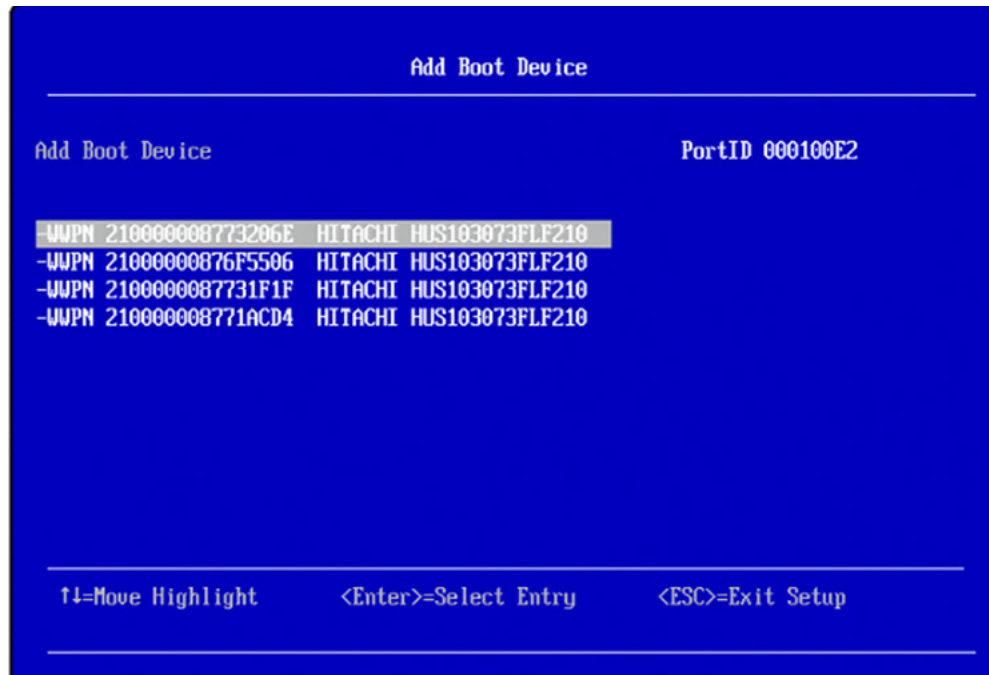 Add Boot Device
Add Boot Device PortID 000100E2
-WWPN 210000008773206E HITACHI HUS103073FLF210
-WWPN 21000000876F5506 HITACHI HUS103073FLF210
-WWPN 2100000087731F1F HITACHI HUS103073FLF210
-WWPN 210000008771ACD4 HITACHI HUS103073FLF210
↑↓=Move Highlight <Enter>=Select Entry <ESC>=Exit Setup